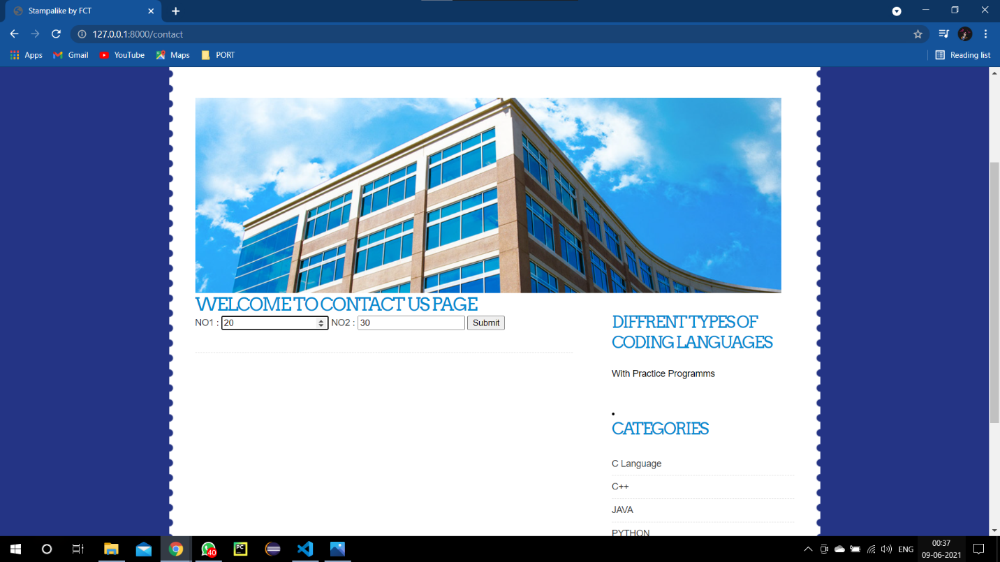 Stampalike by FCT
127.0.0.1:8000/contact
Apps Gmail YouTube Maps PORT Reading list
WELCOME TO CONTACT US PAGE
NO1 : 20 NO2 : 30 Submit
DIFFRENT TYPES OF
CODING LANGUAGES
With Practice Programms
CATEGORIES
C Language
C++
JAVA
PYTHON
40
PC
ENG
00:37
09-06-2021